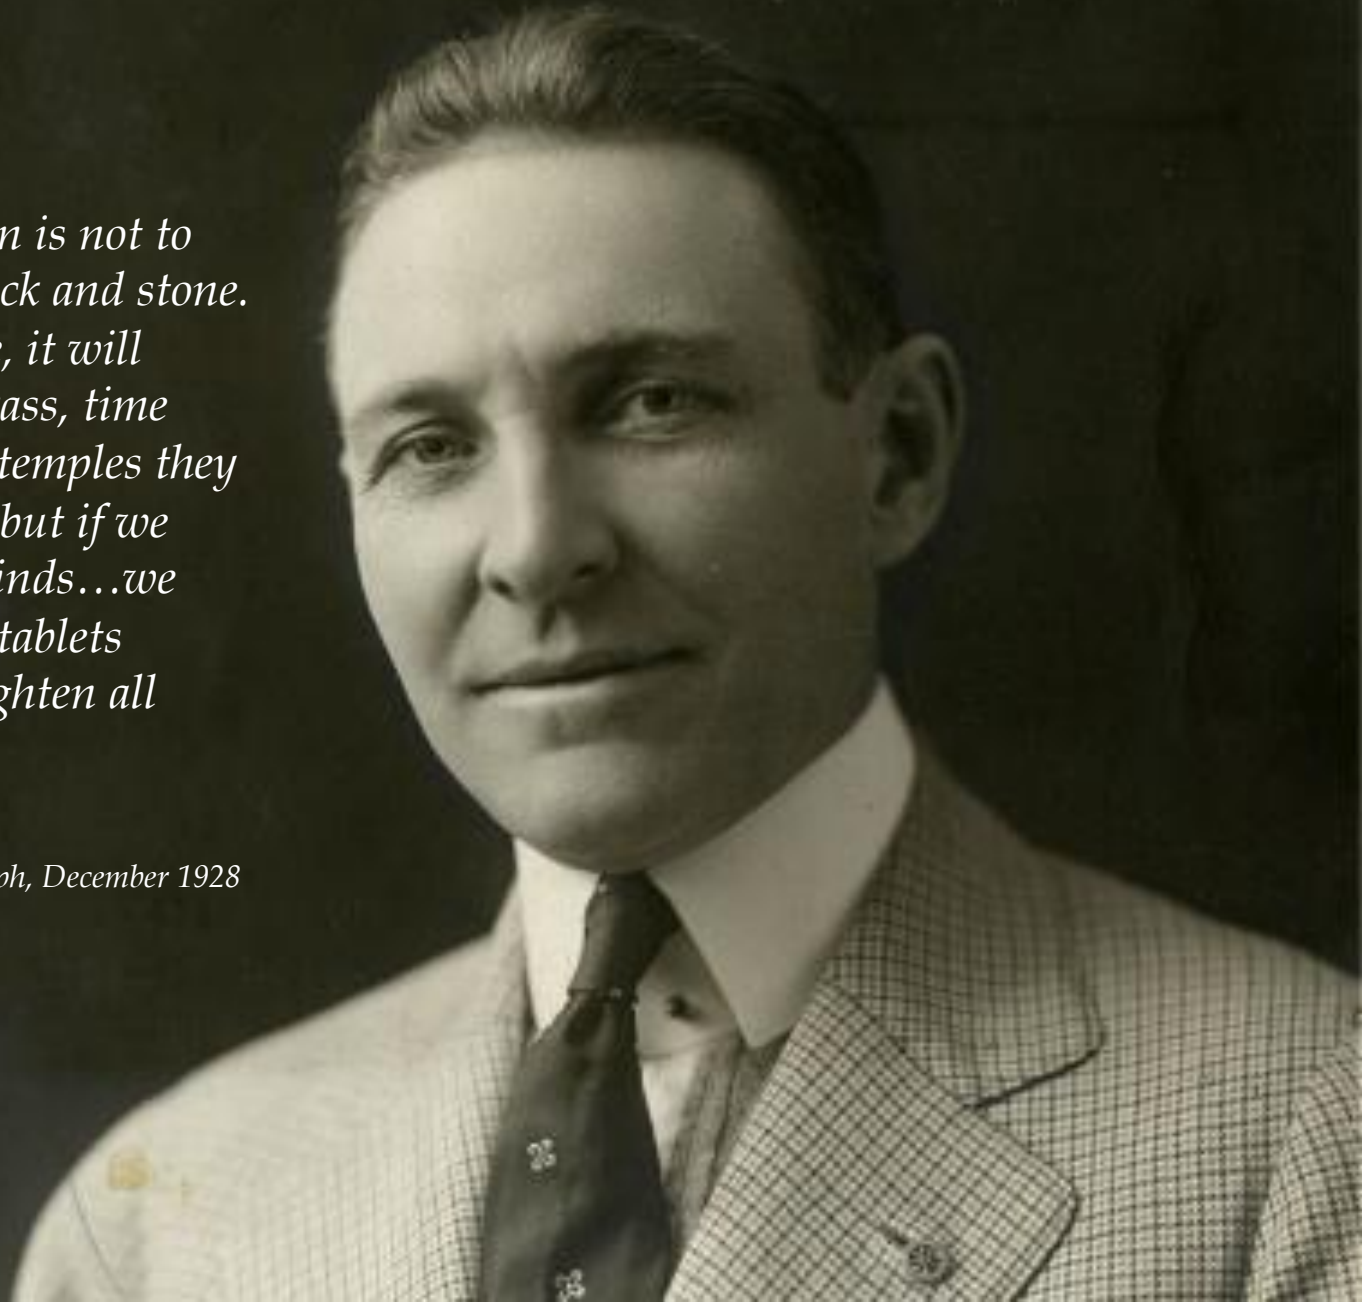 n is not to
ck and stone.
, it will
ass, time
temples they
but if we
inds…we
tablets
ghten all
ph, December 1928